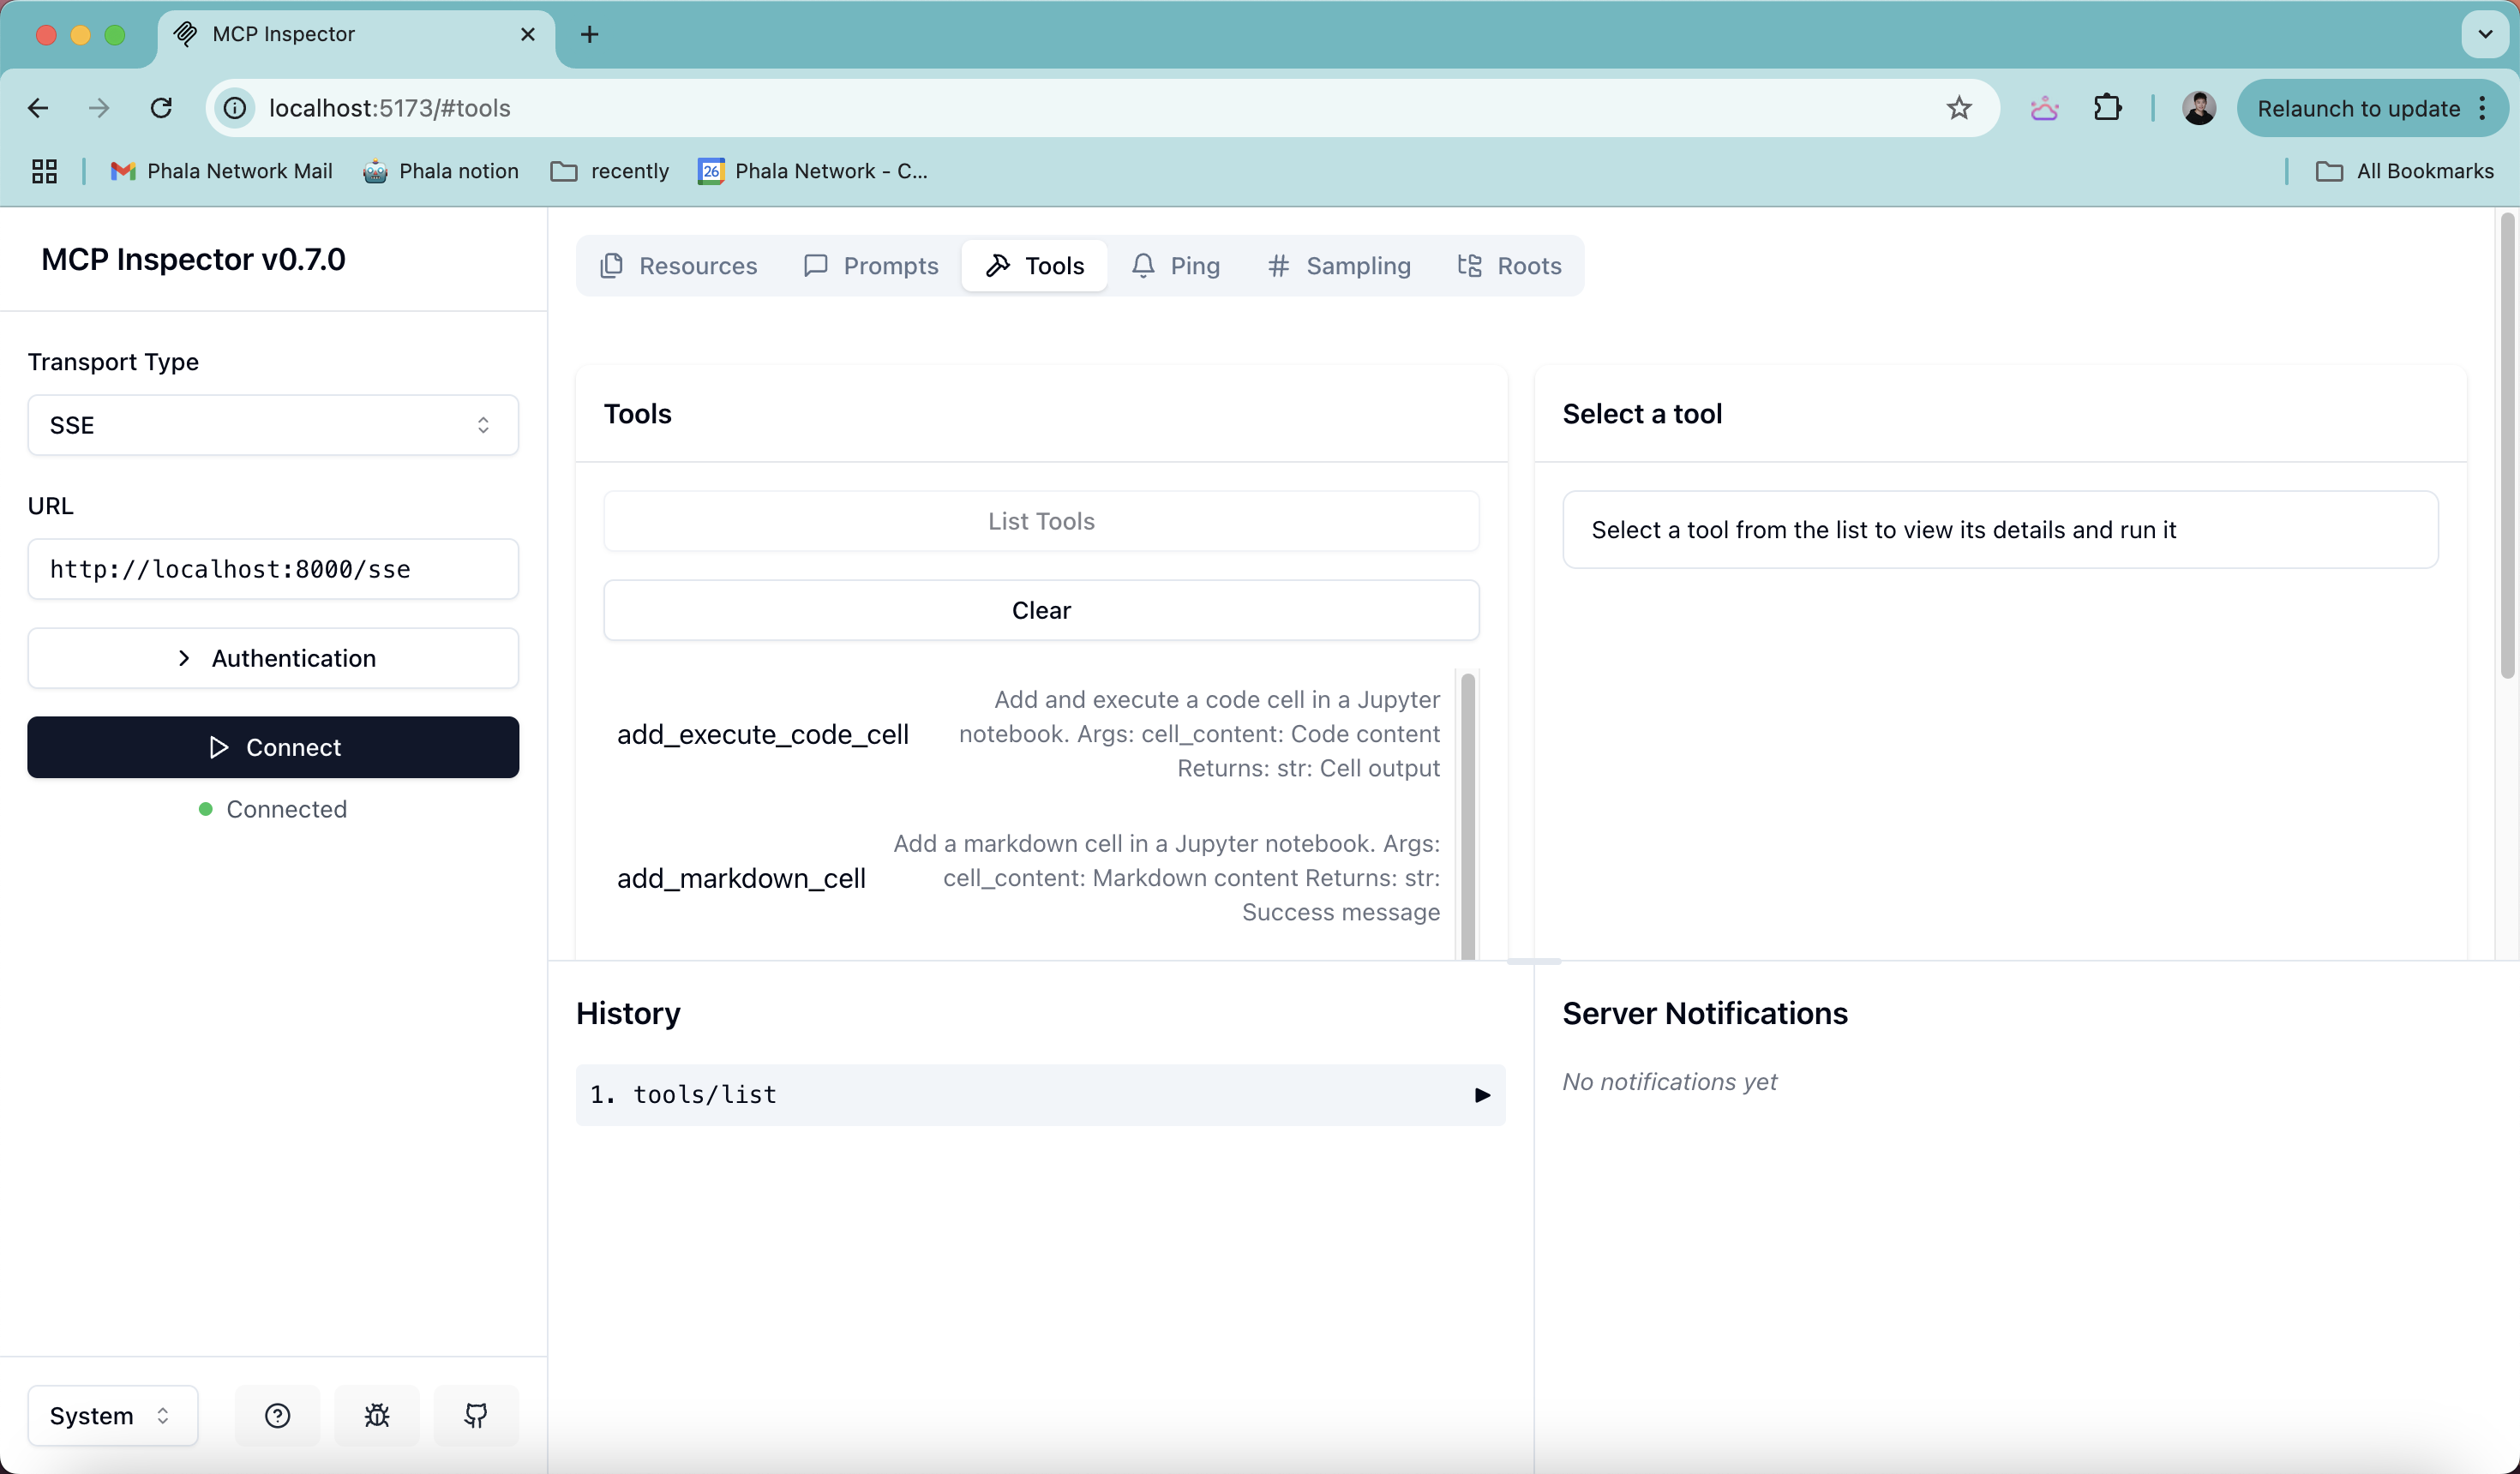 MCP Inspector
localhost:5173/#tools
Relaunch to update
Phala Network Mail
Phala notion
recently
26
Phala Network - C...
All Bookmarks
MCP Inspector v0.7.0
Transport Type
SSE
URL
http://localhost:8000/sse
Authentication
Connect
Connected
System
Resources
Prompts
Tools
Ping
Sampling
Roots
Tools
List Tools
Clear
add_execute_code_cell
Add and execute a code cell in a Jupyter
notebook. Args: cell_content: Code content
Returns: str: Cell output
add_markdown_cell
Add a markdown cell in a Jupyter notebook. Args:
cell_content: Markdown content Returns: str:
Success message
Select a tool
Select a tool from the list to view its details and run it
History
1. tools/list
Server Notifications
No notifications yet